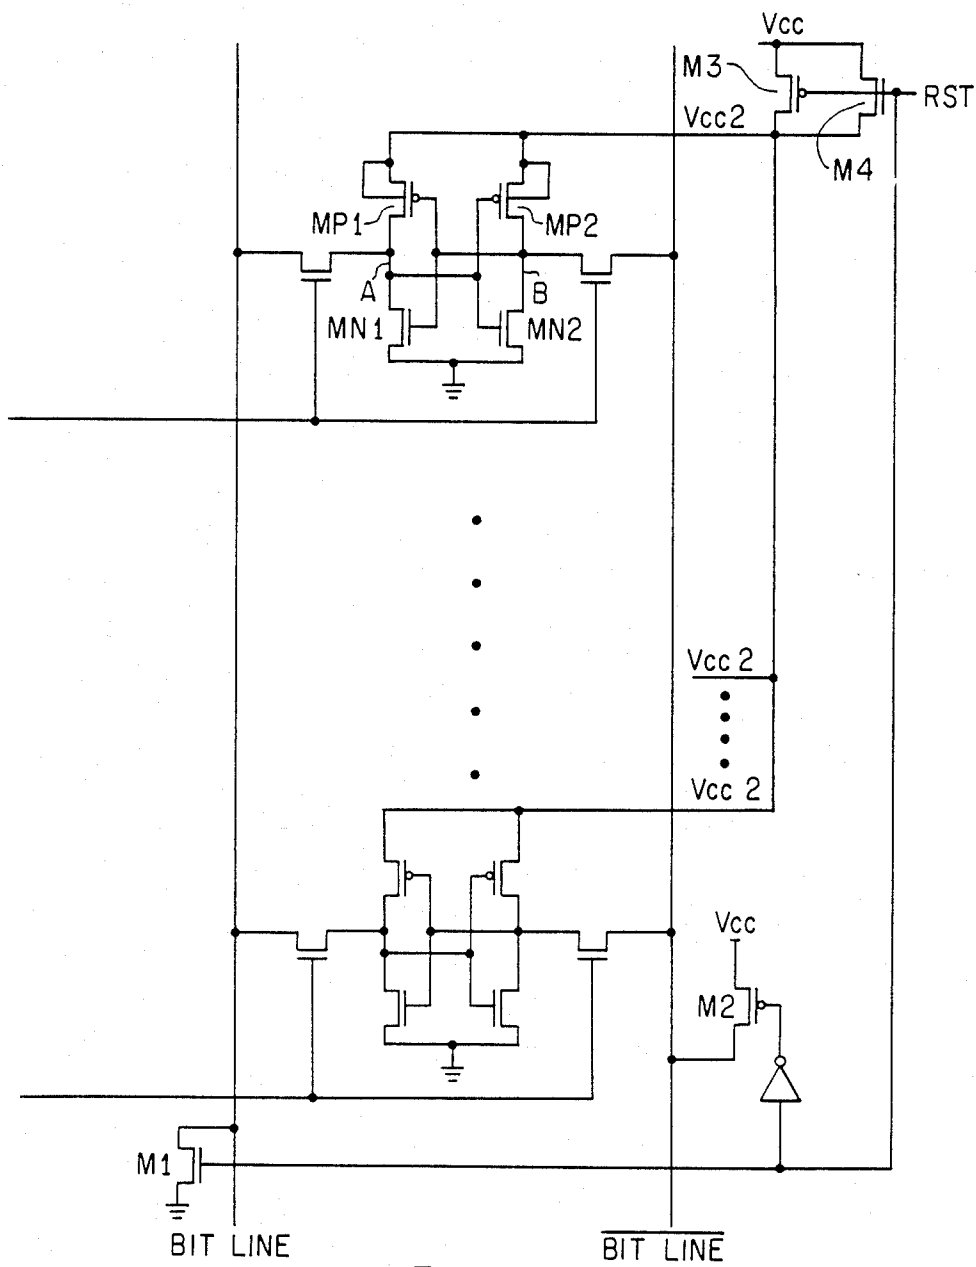 Vcc
M3
RST
Vcc2
M4
MP1
MP2
A
B
MN1
MN2
Vcc 2
Vcc 2
Vcc
M2
M1
BIT LINE
BIT LINE